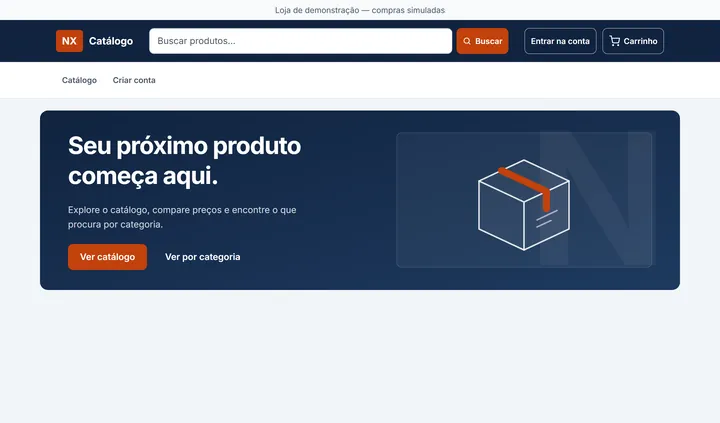 Loja de demonstração — compras simuladas
NX Catálogo Buscar produtos... Buscar Entrar na conta Carrinho
Catálogo Criar conta
Seu próximo produto
começa aqui.
Explore o catálogo, compare preços e encontre o que
procura por categoria.
Ver catálogo Ver por categoria
N